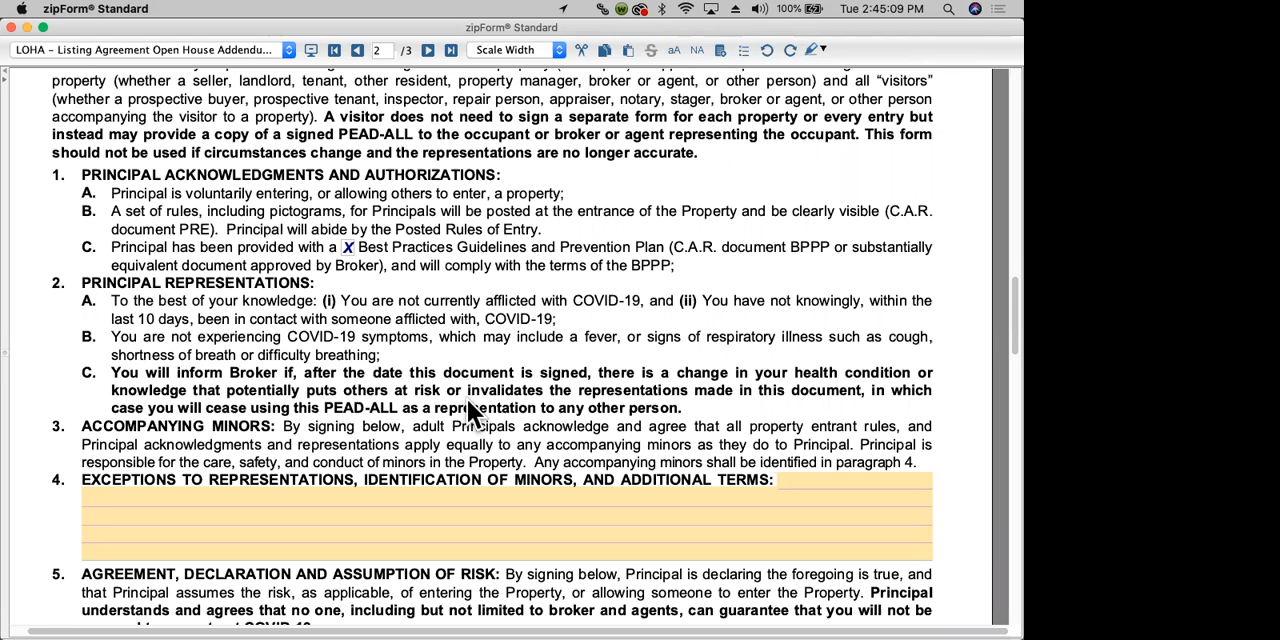 zipForm® Standard
100%
Tue 2:45:09 PM
zipForm® Standard
LOHA - Listing Agreement Open House Addendu...
2
/3
Scale Width
aA
NA
property (whether a seller, landlord, tenant, other resident, property manager, broker or agent, or other person) and all “visitors”
(whether a prospective buyer, prospective tenant, inspector, repair person, appraiser, notary, stager, broker or agent, or other person
accompanying the visitor to a property). A visitor does not need to sign a separate form for each property or every entry but
instead may provide a copy of a signed PEAD-ALL to the occupant or broker or agent representing the occupant. This form
should not be used if circumstances change and the representations are no longer accurate.
1. PRINCIPAL ACKNOWLEDGMENTS AND AUTHORIZATIONS:
A. Principal is voluntarily entering, or allowing others to enter, a property;
B. A set of rules, including pictograms, for Principals will be posted at the entrance of the Property and be clearly visible (C.A.R.
document PRE). Principal will abide by the Posted Rules of Entry.
C. Principal has been provided with a X Best Practices Guidelines and Prevention Plan (C.A.R. document BPPP or substantially
equivalent document approved by Broker), and will comply with the terms of the BPPP;
2. PRINCIPAL REPRESENTATIONS:
A. To the best of your knowledge: (i) You are not currently afflicted with COVID-19, and (ii) You have not knowingly, within the
last 10 days, been in contact with someone afflicted with, COVID-19;
B. You are not experiencing COVID-19 symptoms, which may include a fever, or signs of respiratory illness such as cough,
shortness of breath or difficulty breathing;
C. You will inform Broker if, after the date this document is signed, there is a change in your health condition or
knowledge that potentially puts others at risk or invalidates the representations made in this document, in which
case you will cease using this PEAD-ALL as a representation to any other person.
3. ACCOMPANYING MINORS: By signing below, adult Principals acknowledge and agree that all property entrant rules, and
Principal acknowledgments and representations apply equally to any accompanying minors as they do to Principal. Principal is
responsible for the care, safety, and conduct of minors in the Property. Any accompanying minors shall be identified in paragraph 4.
4. EXCEPTIONS TO REPRESENTATIONS, IDENTIFICATION OF MINORS, AND ADDITIONAL TERMS:
5. AGREEMENT, DECLARATION AND ASSUMPTION OF RISK: By signing below, Principal is declaring the foregoing is true, and
that Principal assumes the risk, as applicable, of entering the Property, or allowing someone to enter the Property. Principal
understands and agrees that no one, including but not limited to broker and agents, can guarantee that you will not be